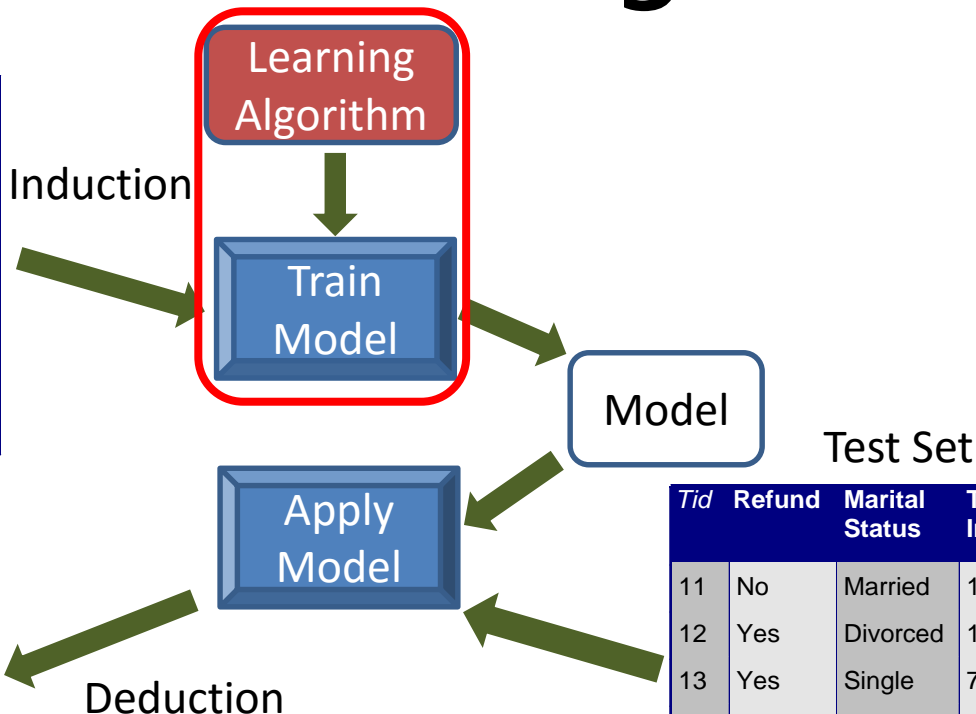 Learning
Algorithm
Induction
Train
Model
Model
Test Set
Apply
Model
Tid Refund Marital
Status
11 No Married
12 Yes Divorced
13 Yes Single
Deduction